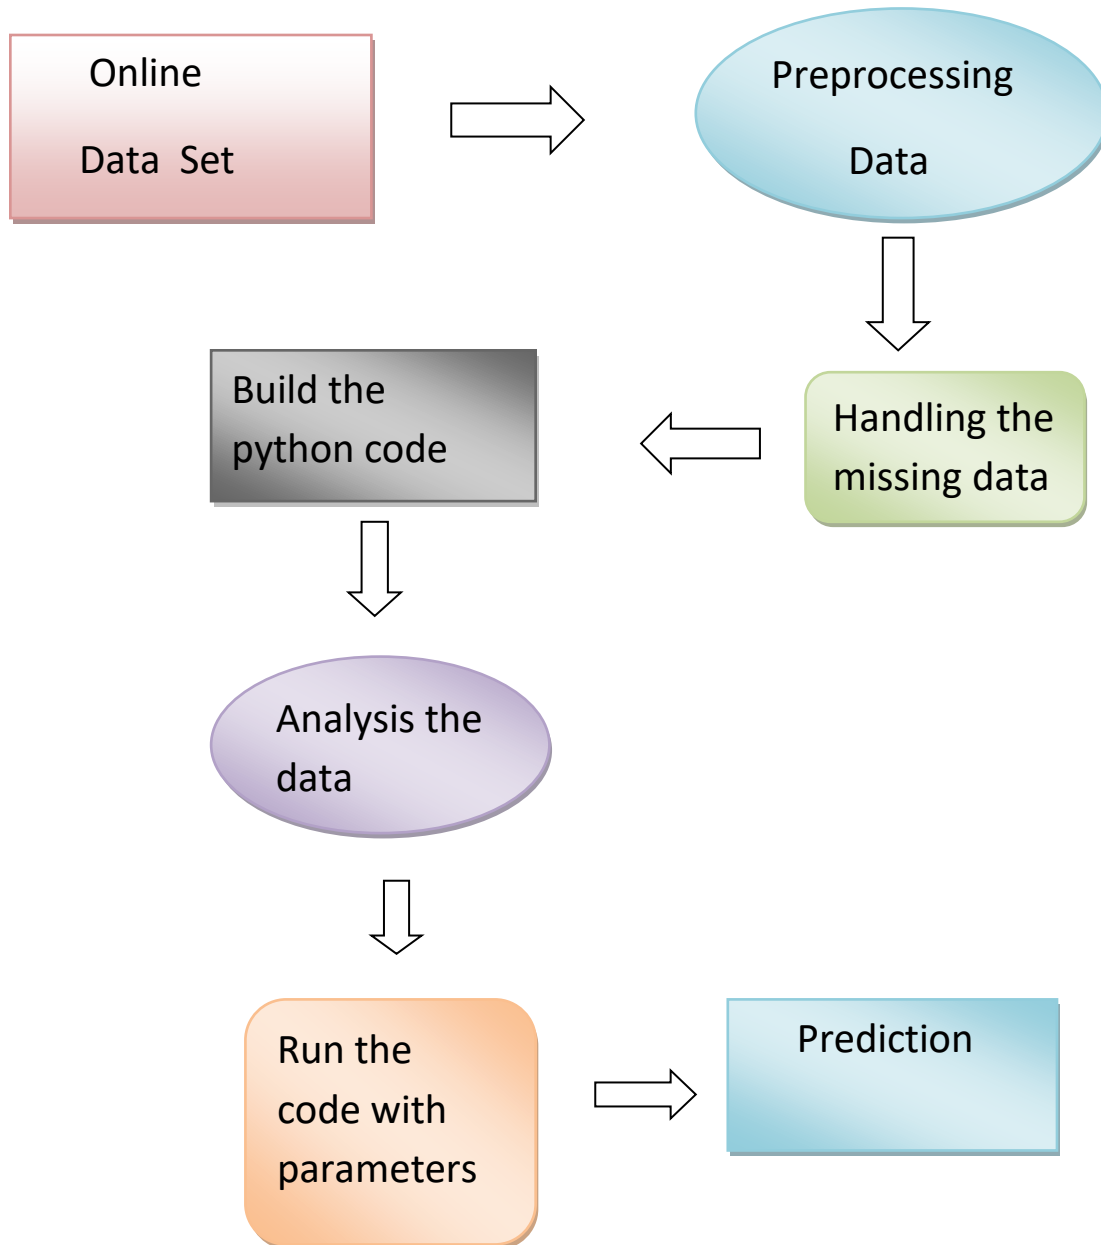 Online
Data  Set
Preprocessing
Data
Handling the
missing data
Build the
python code
Analysis the
data
Run the
code with
parameters
Prediction